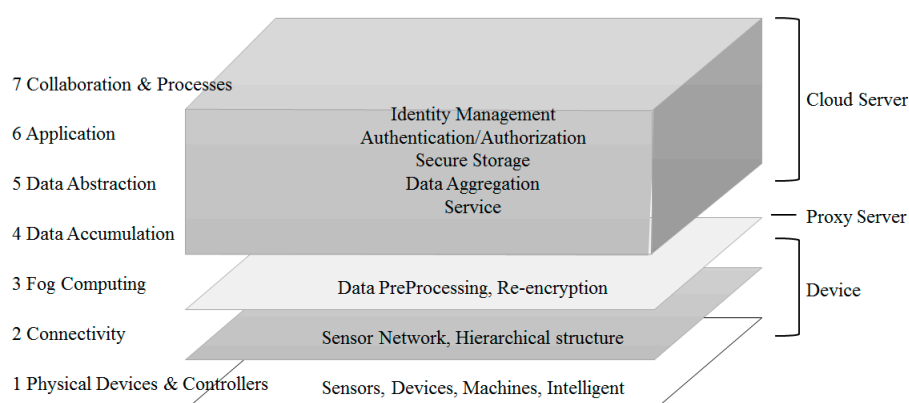 7 Collaboration & Processes
6 Application
5 Data Abstraction
4 Data Accumulation
3 Fog Computing
2 Connectivity
1 Physical Devices & Controllers
Identity Management
Authentication/Authorization
Secure Storage
Data Aggregation
Service
Data PreProcessing, Re-encryption
Sensor Network, Hierarchical structure
Sensors, Devices, Machines, Intelligent
Cloud Server
Proxy Server
Device